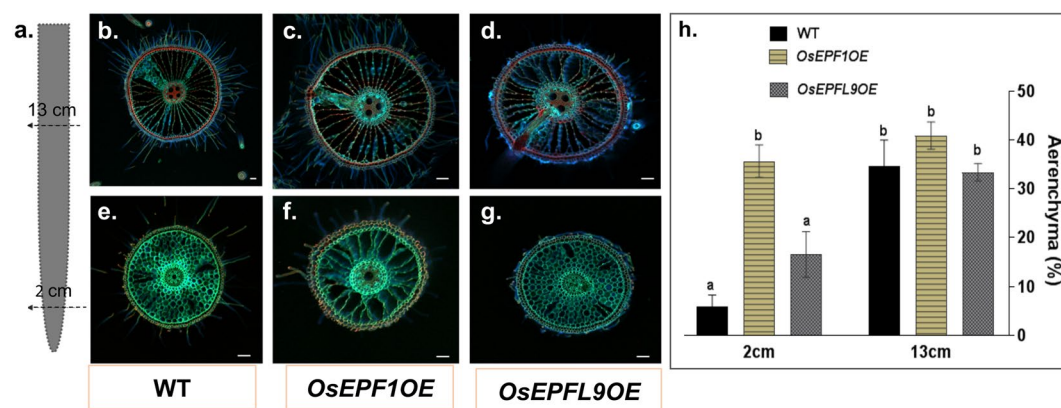 a.
13 cm
2 cm
b.
c.
d.
e.
f.
g.
WT
OsEPF1OE
OsEPFL9OE
h.
WT
OsEPF1OE
OsEPFL9OE
50
40
30
20
10
0
Aerenchyma (%)
a
b
a
b
b
b
2cm
13cm